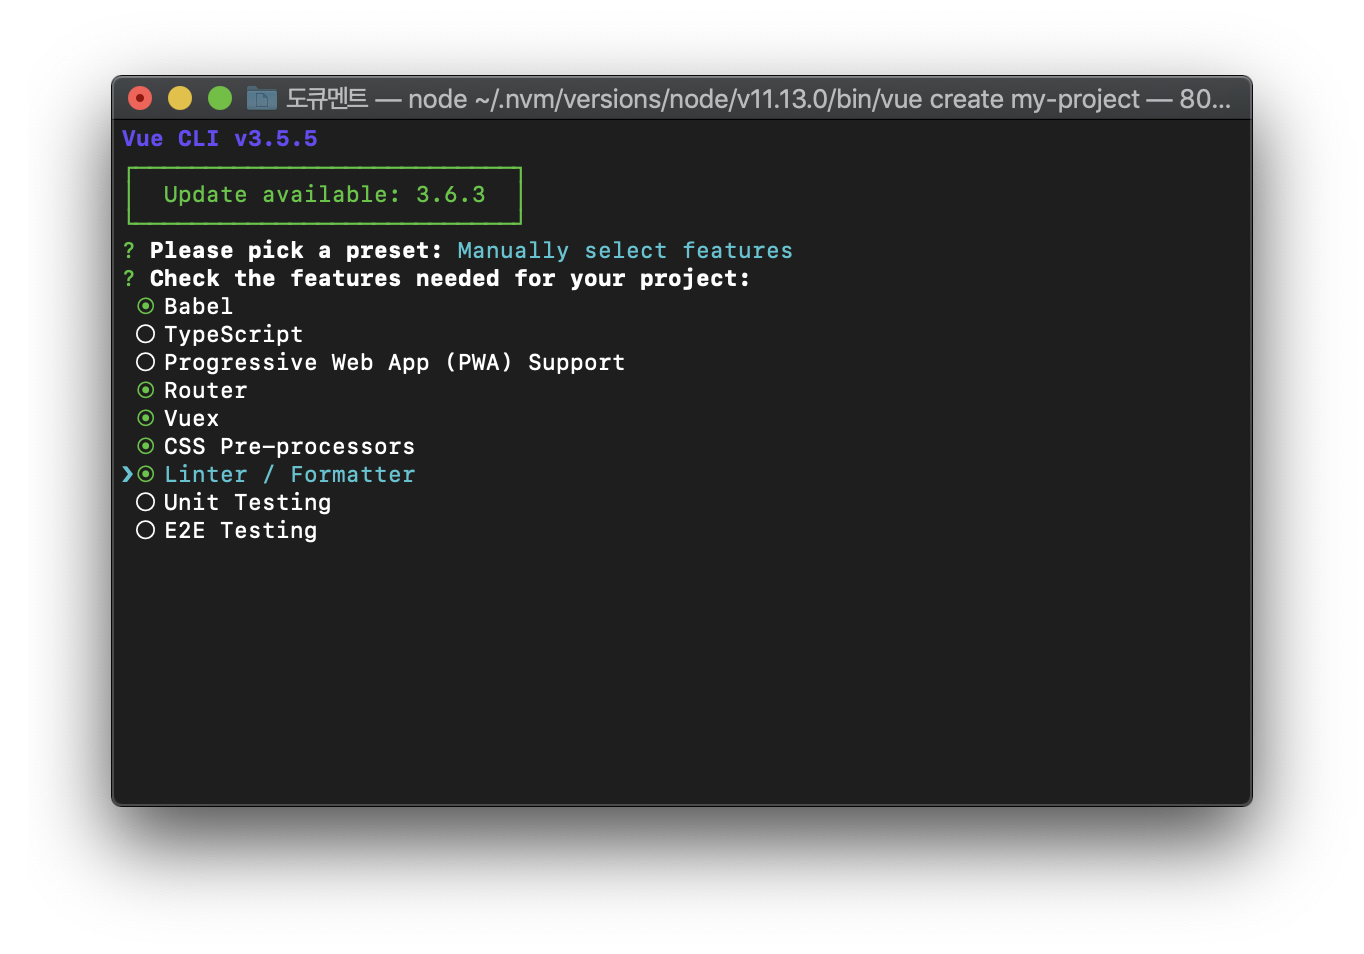 도큐멘트 — node ~/.nvm/versions/node/v11.13.0/bin/vue create my-project — 80...
Vue CLI v3.5.5
Update available: 3.6.3
? Please pick a preset: Manually select features
? Check the features needed for your project:
◉ Babel
◯ TypeScript
◯ Progressive Web App (PWA) Support
◉ Router
◉ Vuex
◉ CSS Pre-processors
❯◉ Linter / Formatter
◯ Unit Testing
◯ E2E Testing